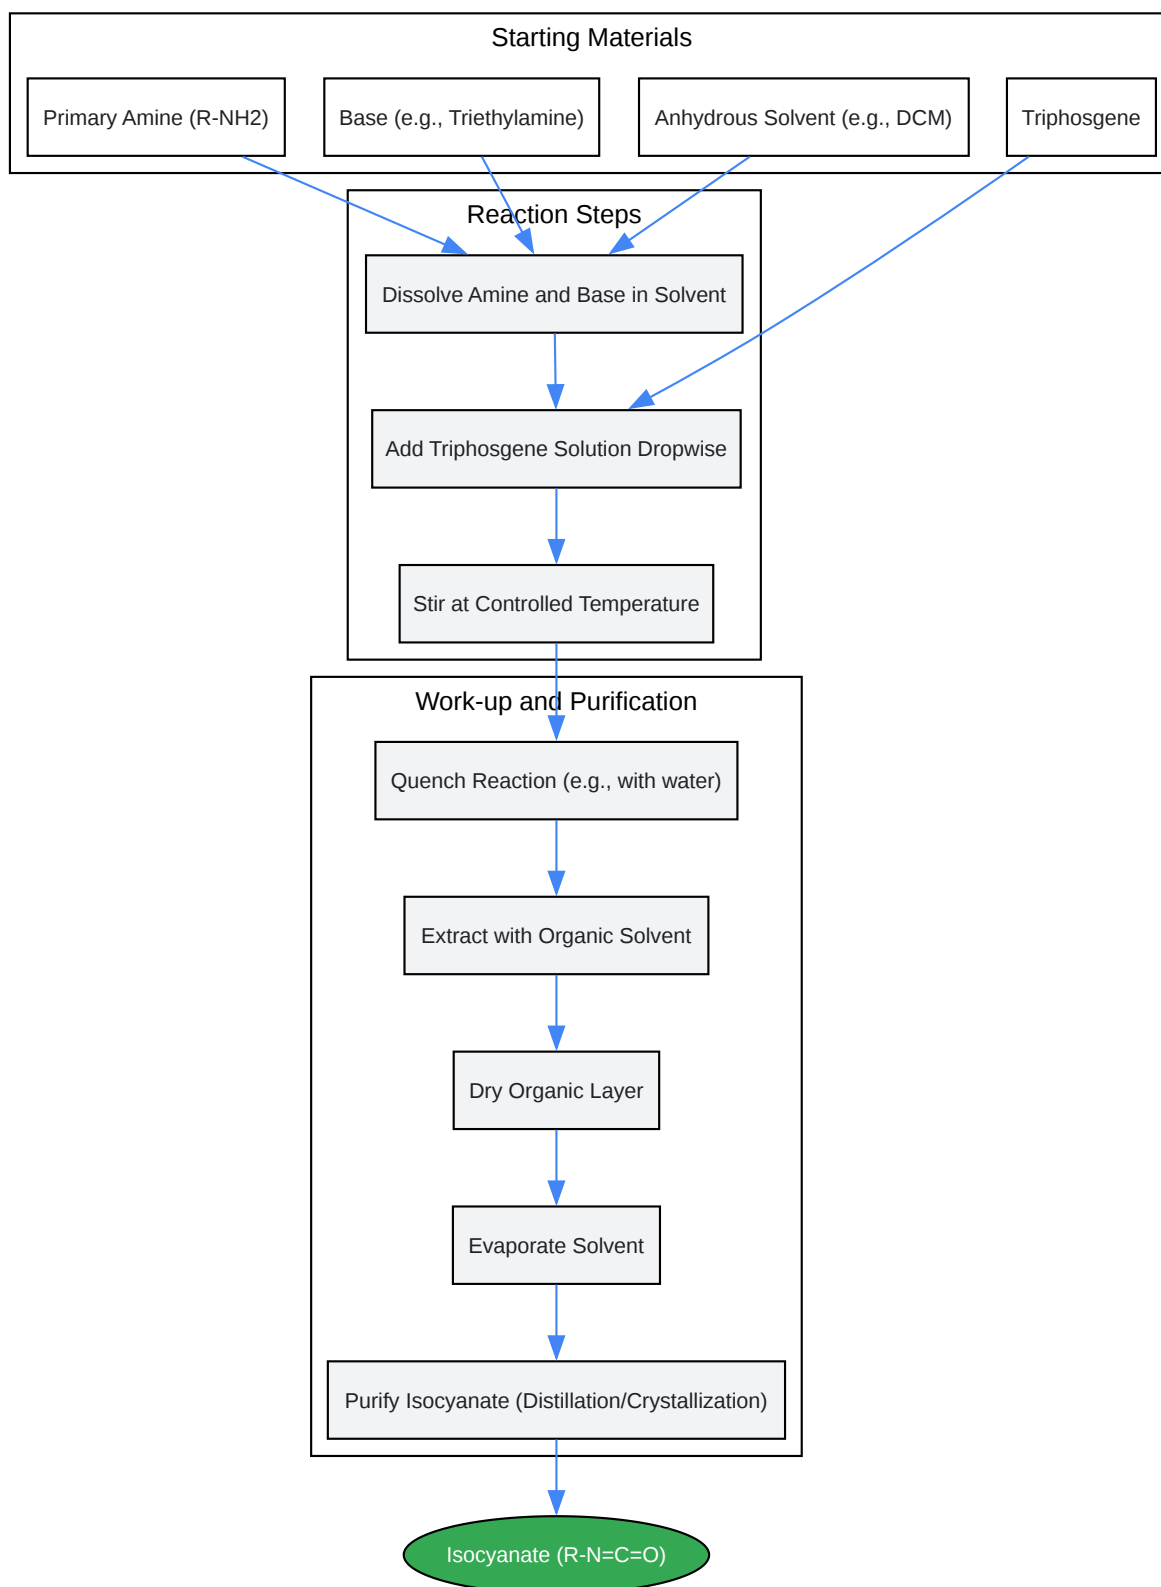 Starting Materials
Primary Amine (R-NH2)
Base (e.g., Triethylamine)
Anhydrous Solvent (e.g., DCM)
Triphosgene
Reaction Steps
Dissolve Amine and Base in Solvent
Add Triphosgene Solution Dropwise
Stir at Controlled Temperature
Work-up and Purification
Quench Reaction (e.g., with water)
Extract with Organic Solvent
Dry Organic Layer
Evaporate Solvent
Purify Isocyanate (Distillation/Crystallization)
Isocyanate (R-N=C=O)